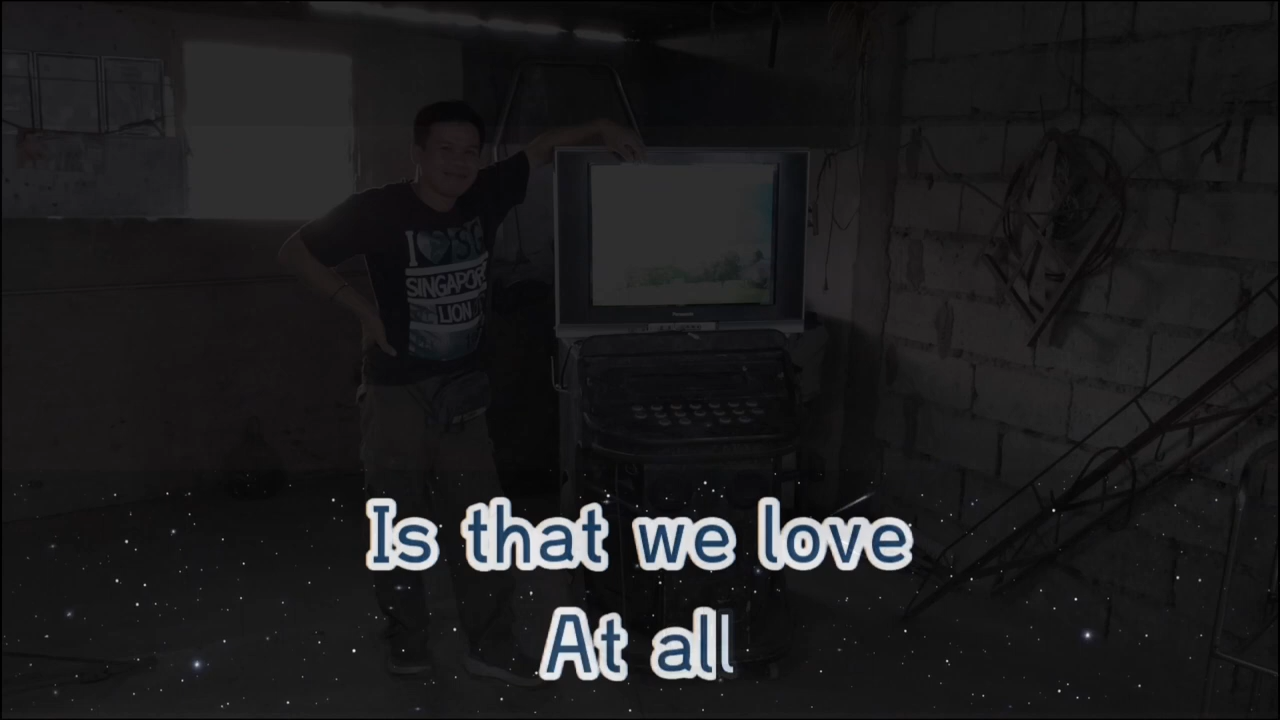 I
SINGAPORE
LION
Panasonic
Is that we love
At all